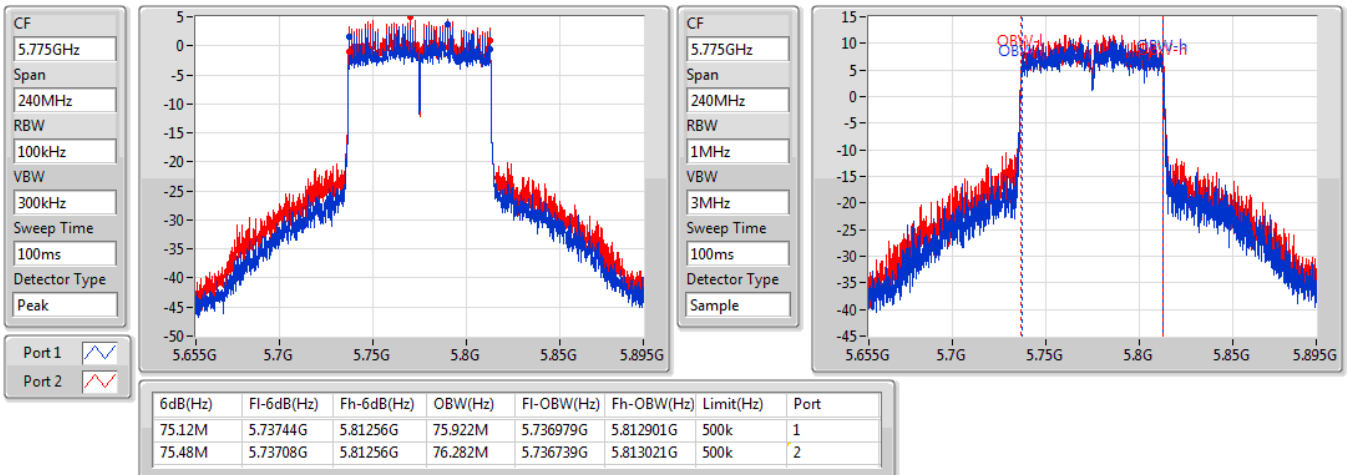 CF
5.775GHz
Span
240MHz
RBW
100kHz
VBW
300kHz
Sweep Time
100ms
Detector Type
Peak
Port 1
Port 2
5-
0-
-5-
-10-
-15-
-20-
-25-
-30-
-35-
-40-
-45-
-50-
5.655G 5.7G 5.75G 5.8G 5.85G 5.895G
CF
5.775GHz
Span
240MHz
RBW
1MHz
VBW
3MHz
Sweep Time
100ms
Detector Type
Sample
15-
10-
5-
0-
-5-
-10-
-15-
-20-
-25-
-30-
-35-
-40-
-45-
OBW-h
5.655G 5.7G 5.75G 5.8G 5.85G 5.895G
6dB(Hz) Fl-6dB(Hz) Fh-6dB(Hz) OBW(Hz) Fl-OBW(Hz) Fh-OBW(Hz) Limit(Hz) Port
75.12M 5.73744G 5.81256G 75.922M 5.736979G 5.812901G 500k 1
75.48M 5.73708G 5.81256G 76.282M 5.736739G 5.813021G 500k 2